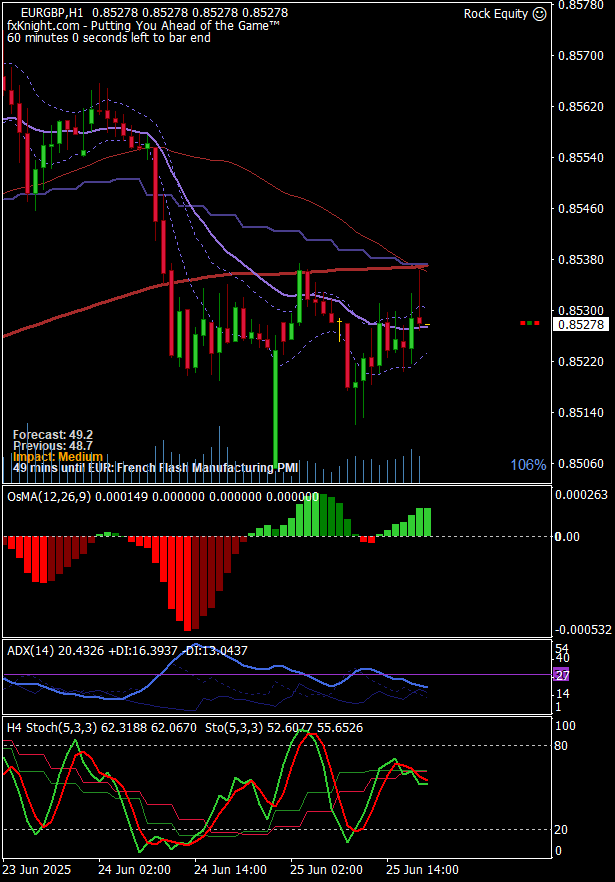 EURGBP,H1 0.85278 0.85278 0.85278 0.85278
Rock Equity ☺
fxKnight.com - Putting You Ahead of the Game™
60 minutes 0 seconds left to bar end
0.85780
0.85700
0.85620
0.85540
0.85460
0.85380
0.85300
0.85278
0.85220
0.85140
0.85060
Forecast: 49.2
Previous: 48.7
Impact: Medium
49 mins until EUR: French Flash Manufacturing PMI
106%
OsMA(12,26,9) 0.000149 0.000000 0.000000 0.000000
0.000263
0.00
-0.000532
ADX(14) 20.4326 +DI:16.3937 -DI:13.0437
54
40
27
14
1
H4 Stoch(5,3,3) 62.3188 62.0670 Sto(5,3,3) 52.6077 55.6526
100
80
20
0
23 Jun 2025
24 Jun 02:00
24 Jun 14:00
25 Jun 02:00
25 Jun 14:00